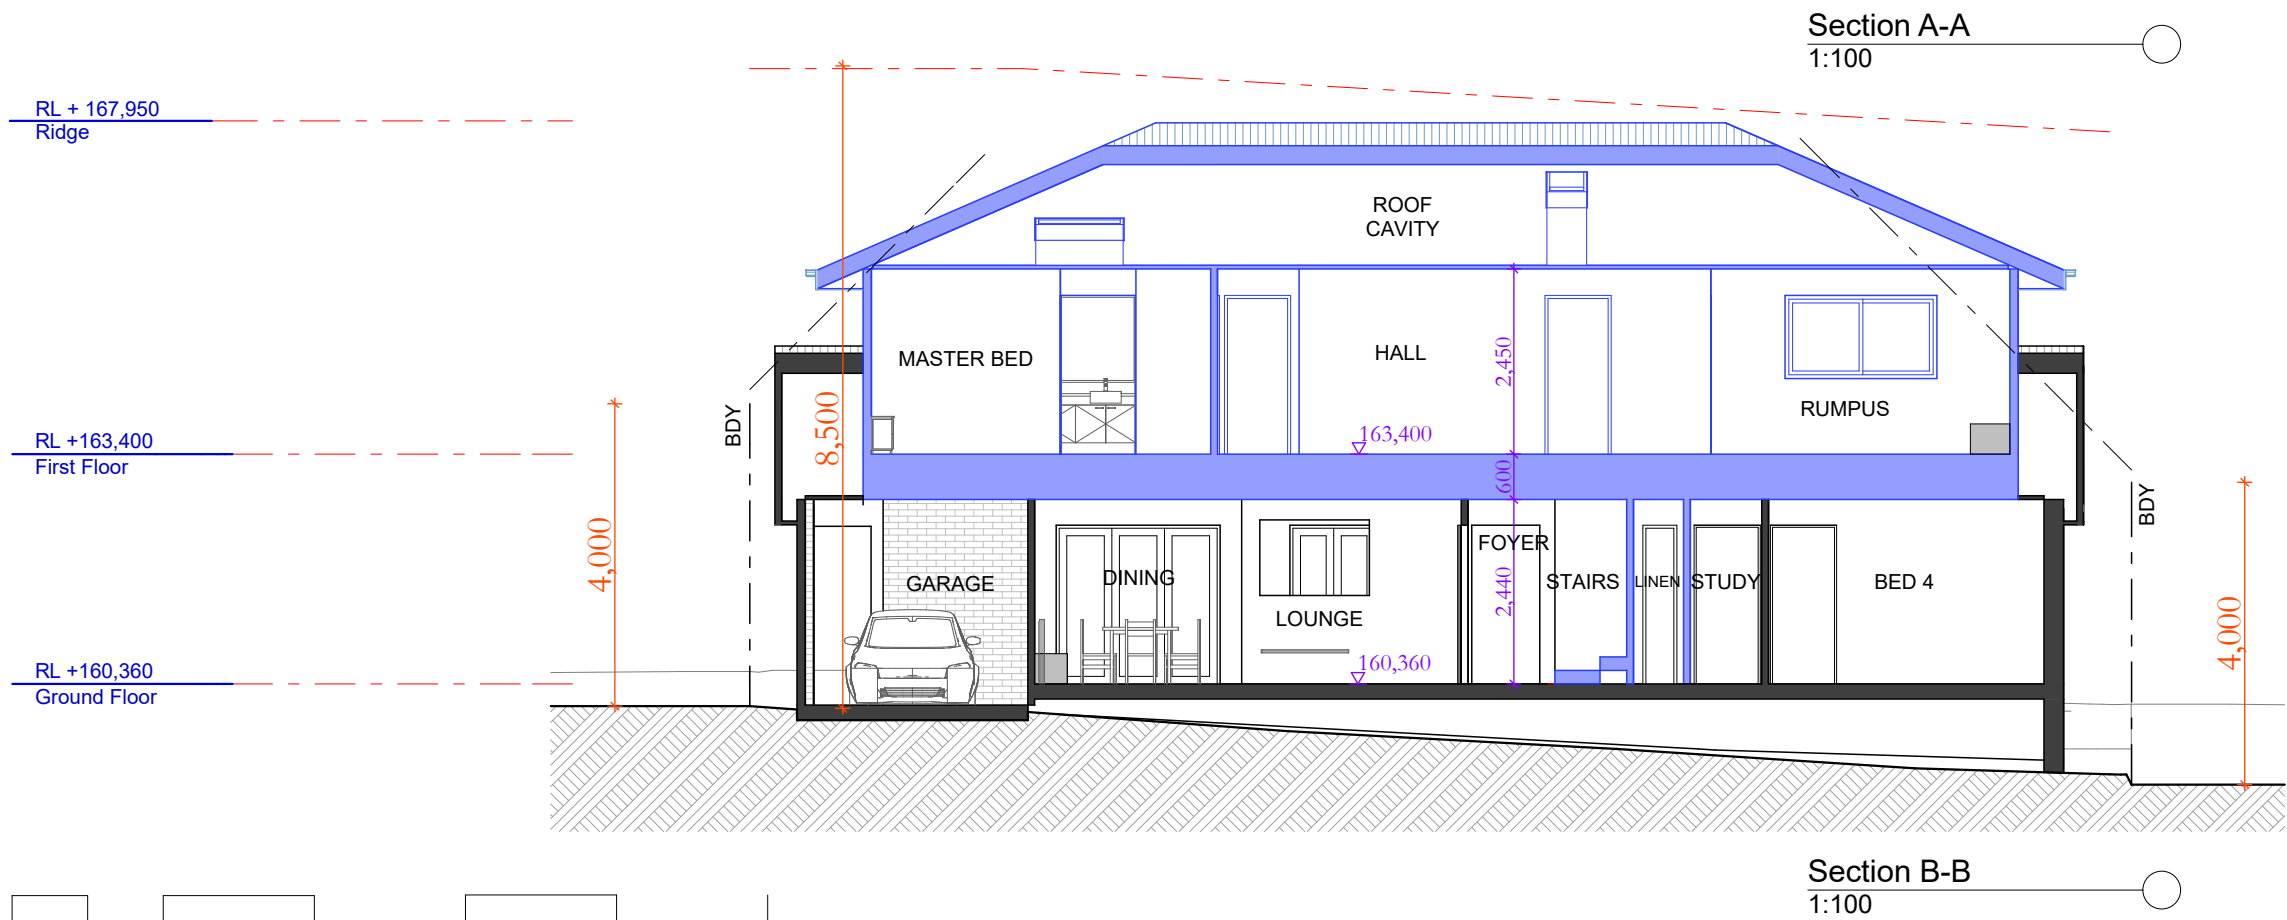 Section A-A
1:100
RL + 167,950
Ridge
ROOF
CAVITY
MASTER BED
HALL
2,450
RUMPUS
8,500
BDY
163,400
RL +163,400
First Floor
600
BDY
4,000
GARAGE
DINING
LOUNGE
FOYER
2,440
STAIRS
LINEN
STUDY
BED 4
4,000
160,360
RL +160,360
Ground Floor
Section B-B
1:100